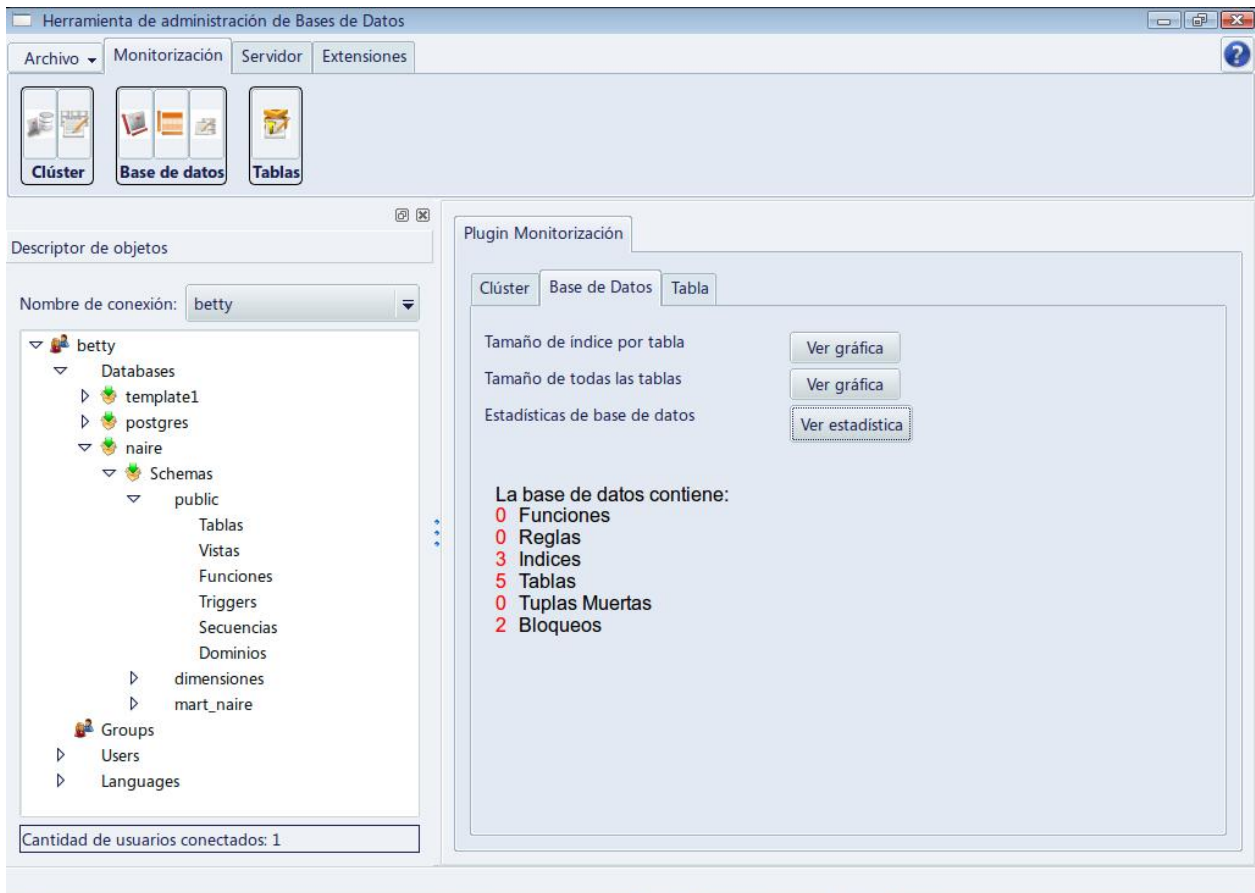 Herramienta de administración de Bases de Datos
Archivo Monitorización Servidor Extensiones
Clúster Base de datos Tablas
Descriptor de objetos
Nombre de conexión: betty
betty
Databases
template1
postgres
naire
Schemas
public
Tablas
Vistas
Funciones
Triggers
Secuencias
Dominios
dimensiones
mart_naire
Groups
Users
Languages
Cantidad de usuarios conectados: 1
Plugin Monitorización
Clúster Base de Datos Tabla
Tamaño de índice por tabla Ver gráfica
Tamaño de todas las tablas Ver gráfica
Estadísticas de base de datos Ver estadística
La base de datos contiene:
0 Funciones
0 Reglas
3 Indices
5 Tablas
0 Tuplas Muertas
2 Bloqueos